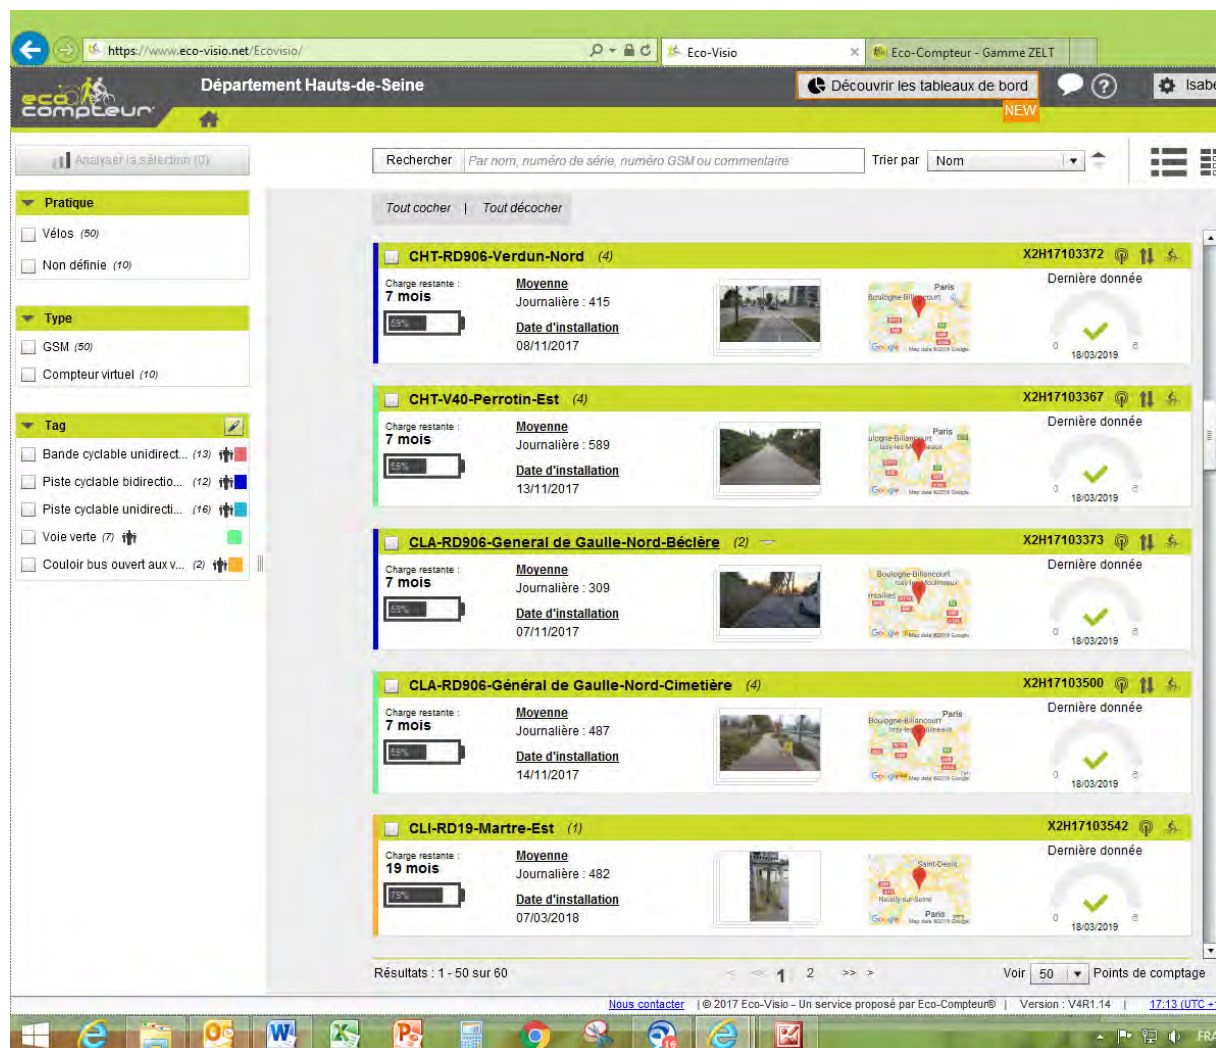 https://www.eco-visio.net/Ecovisio/
Eco-Visio
Eco-Compteur - Gamme ZELT
eco compteur
Département Hauts-de-Seine
Découvrir les tableaux de bord
NEW
Isabe
Analyser la sélection (0)
Rechercher Par nom, numéro de série, numéro GSM ou commentaire
Trier par Nom
Pratique
Vélos (50)
Non définie (10)
Type
GSM (50)
Compteur virtuel (10)
Tag
Bande cyclable unidirect... (13)
Piste cyclable bidirectio... (12)
Piste cyclable unidirecti... (16)
Voie verte (7)
Couloir bus ouvert aux v... (2)
Tout cocher | Tout décocher
CHT-RD906-Verdun-Nord (4) X2H17103372
Charge restante :
7 mois
Moyenne
Journalière : 415
Date d'installation
08/11/2017
Dernière donnée
18/03/2019
CHT-V40-Perrotin-Est (4) X2H17103367
Charge restante :
7 mois
Moyenne
Journalière : 589
Date d'installation
13/11/2017
Dernière donnée
18/03/2019
CLA-RD906-General de Gaulle-Nord-Béclère (2) X2H17103373
Charge restante :
7 mois
Moyenne
Journalière : 309
Date d'installation
07/11/2017
Dernière donnée
18/03/2019
CLA-RD906-Général de Gaulle-Nord-Cimetière (4) X2H17103500
Charge restante :
7 mois
Moyenne
Journalière : 487
Date d'installation
14/11/2017
Dernière donnée
18/03/2019
CLI-RD19-Martre-Est (1) X2H17103542
Charge restante :
19 mois
Moyenne
Journalière : 482
Date d'installation
07/03/2018
Dernière donnée
18/03/2019
Résultats : 1 - 50 sur 60
< << 1 2 >> >
Voir 50 Points de comptage
Nous contacter | © 2017 Eco-Visio - Un service proposé par Eco-Compteur® | Version : V4R1.14 | 17:13 (UTC +
16
FRA